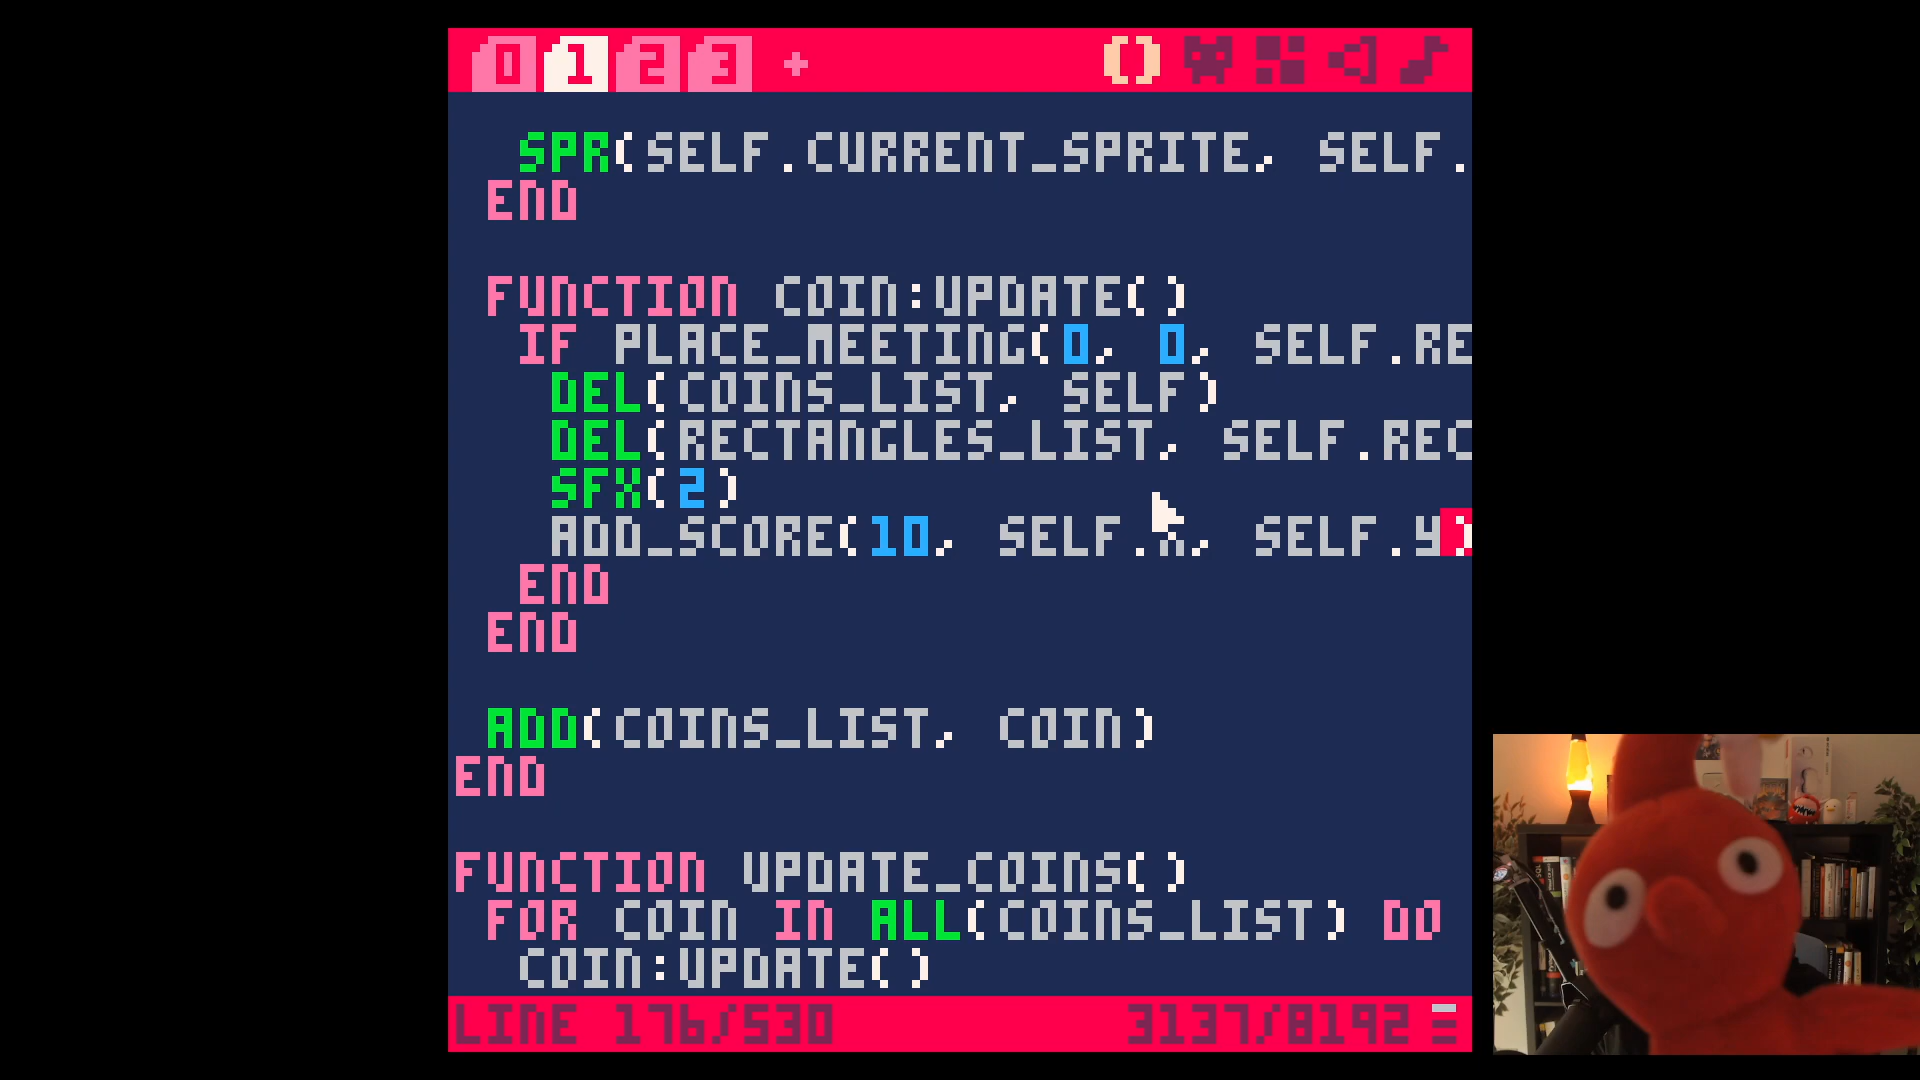 0 1 2 3 +
SPR(SELF.CURRENT_SPRITE, SELF.
END
FUNCTION COIN:UPDATE()
IF PLACE_MEETING(0, 0, SELF.RE
DEL(COINS_LIST, SELF)
DEL(RECTANGLES_LIST, SELF.REC
SFX(2)
ADD_SCORE(10, SELF.X, SELF.Y)
END
END
ADD(COINS_LIST, COIN)
END
FUNCTION UPDATE_COINS()
FOR COIN IN ALL(COINS_LIST) DO
COIN:UPDATE()
LINE 176/530 3137/8192